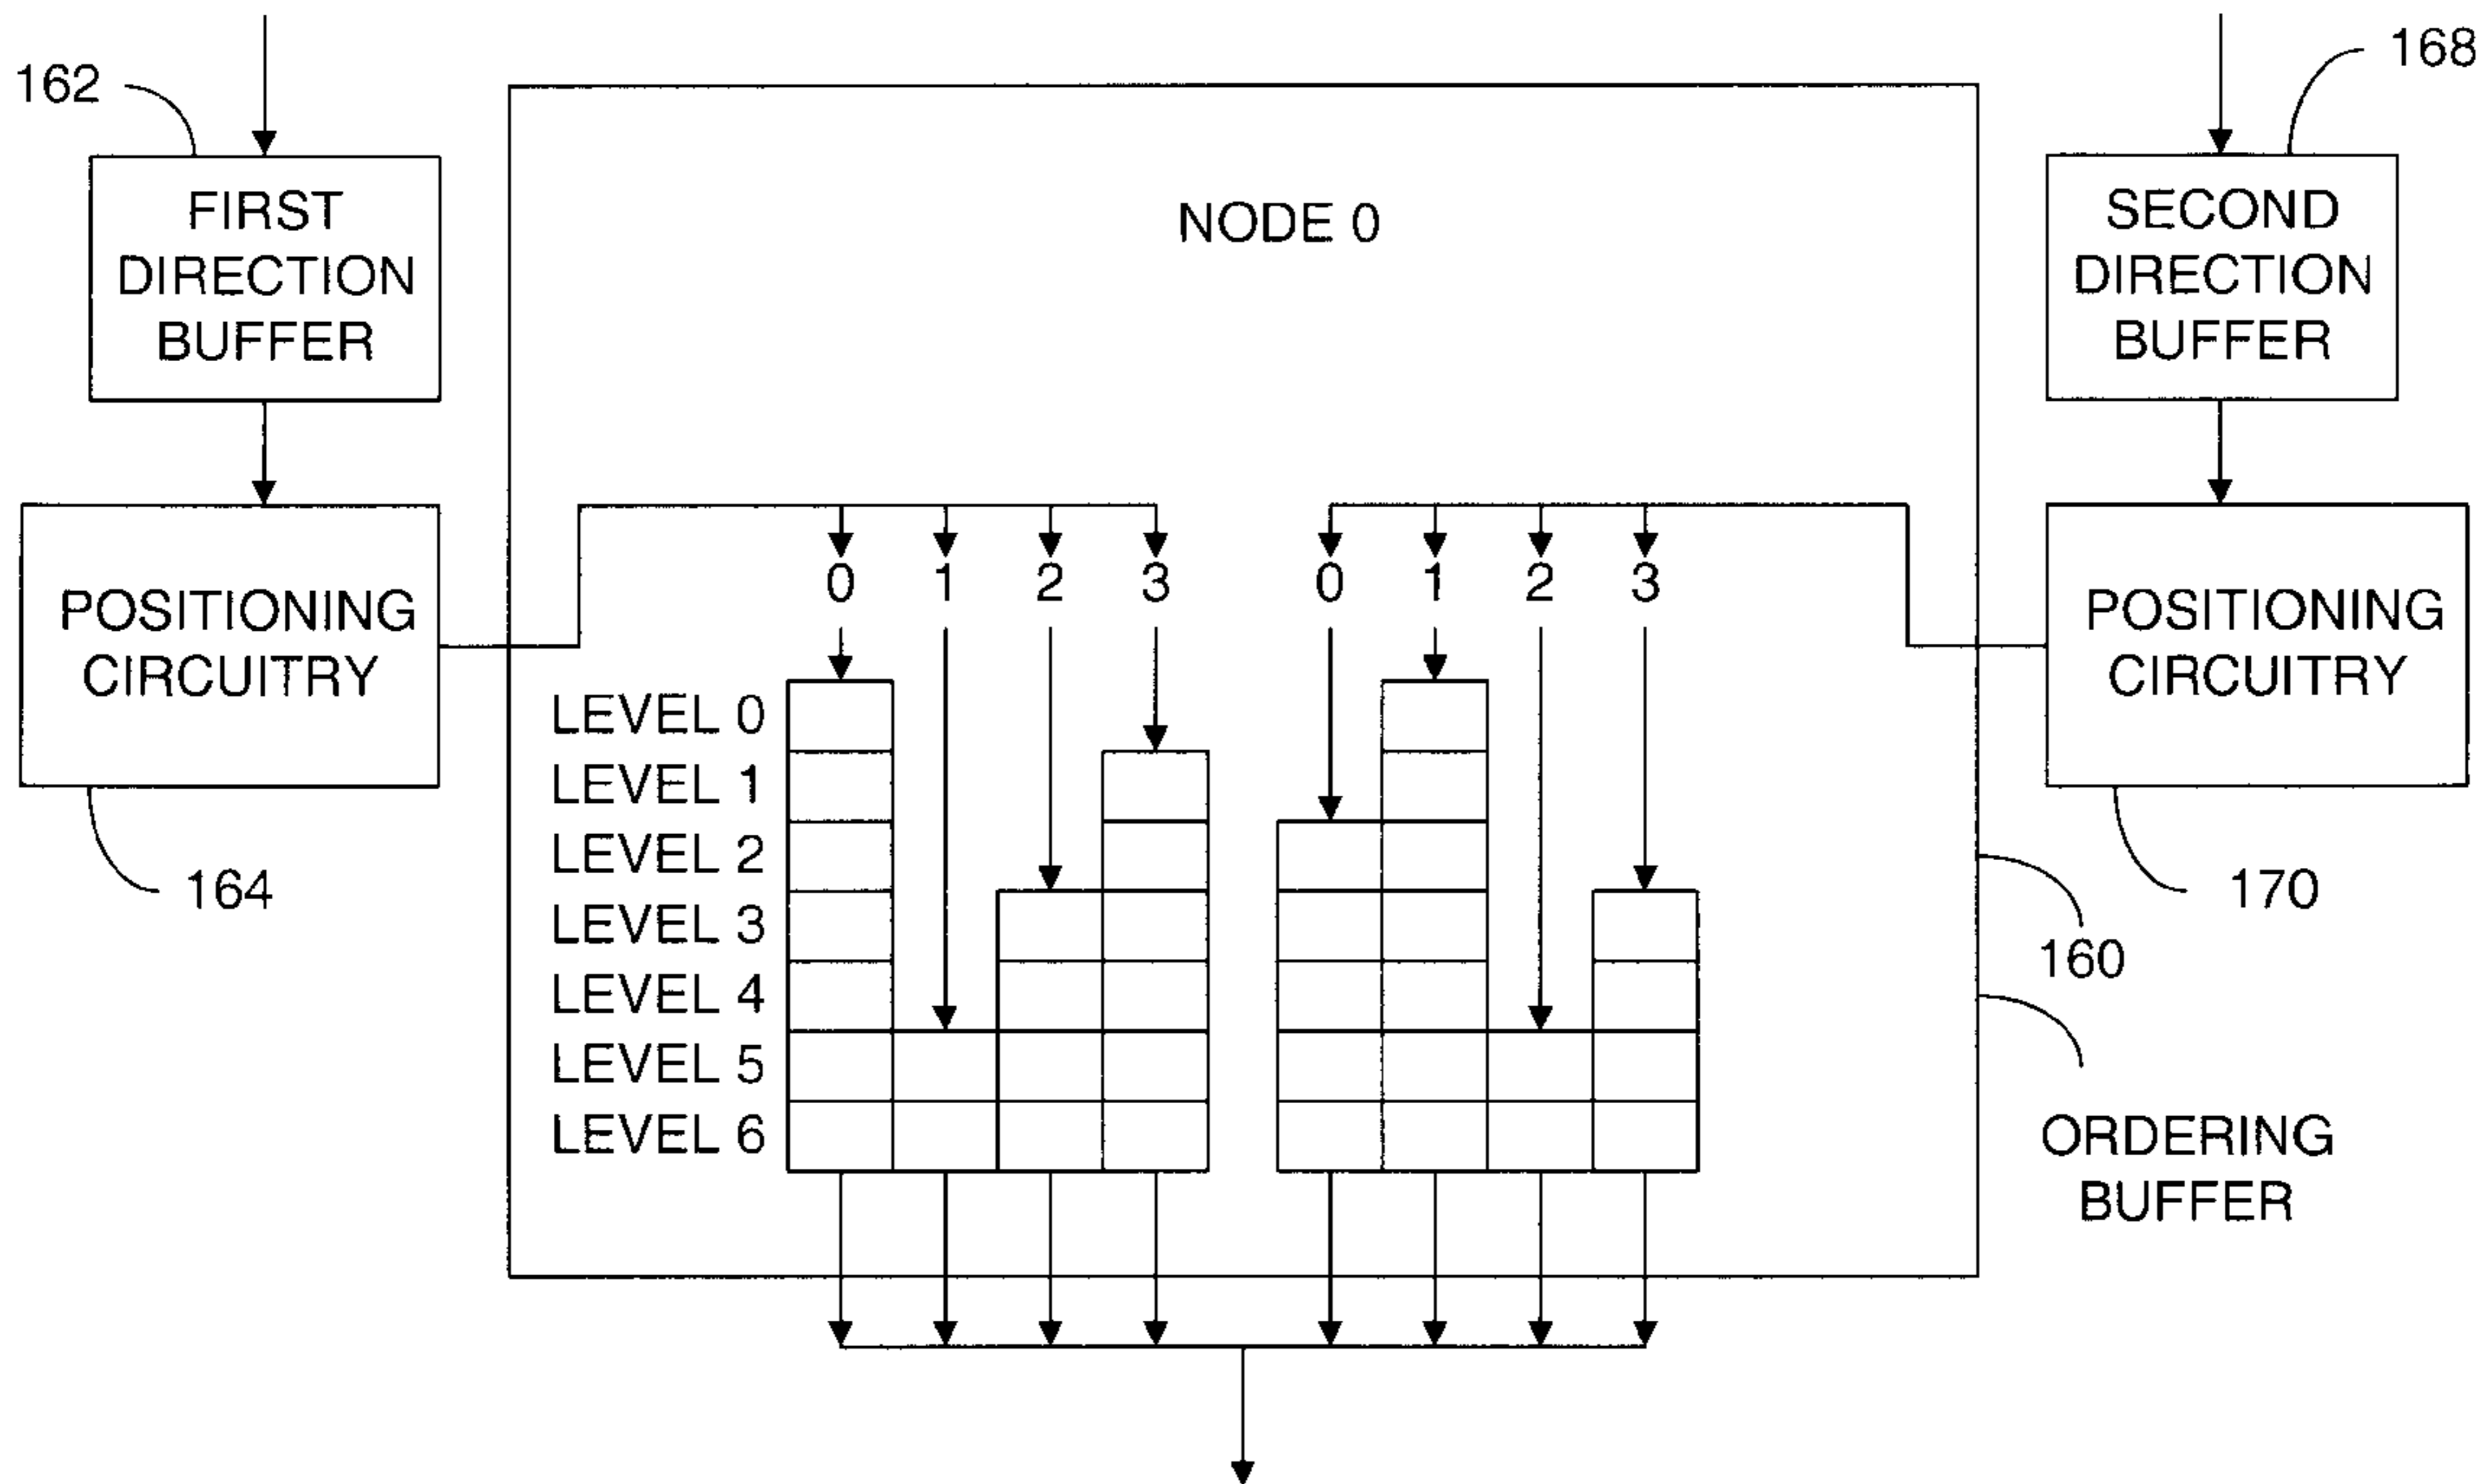 162
168
FIRST
DIRECTION
BUFFER
NODE 0
SECOND
DIRECTION
BUFFER
POSITIONING
CIRCUITRY
0 1 2 3 0 1 2 3
POSITIONING
CIRCUITRY
LEVEL 0
LEVEL 1
LEVEL 2
LEVEL 3
LEVEL 4
LEVEL 5
LEVEL 6
164
170
160
ORDERING
BUFFER